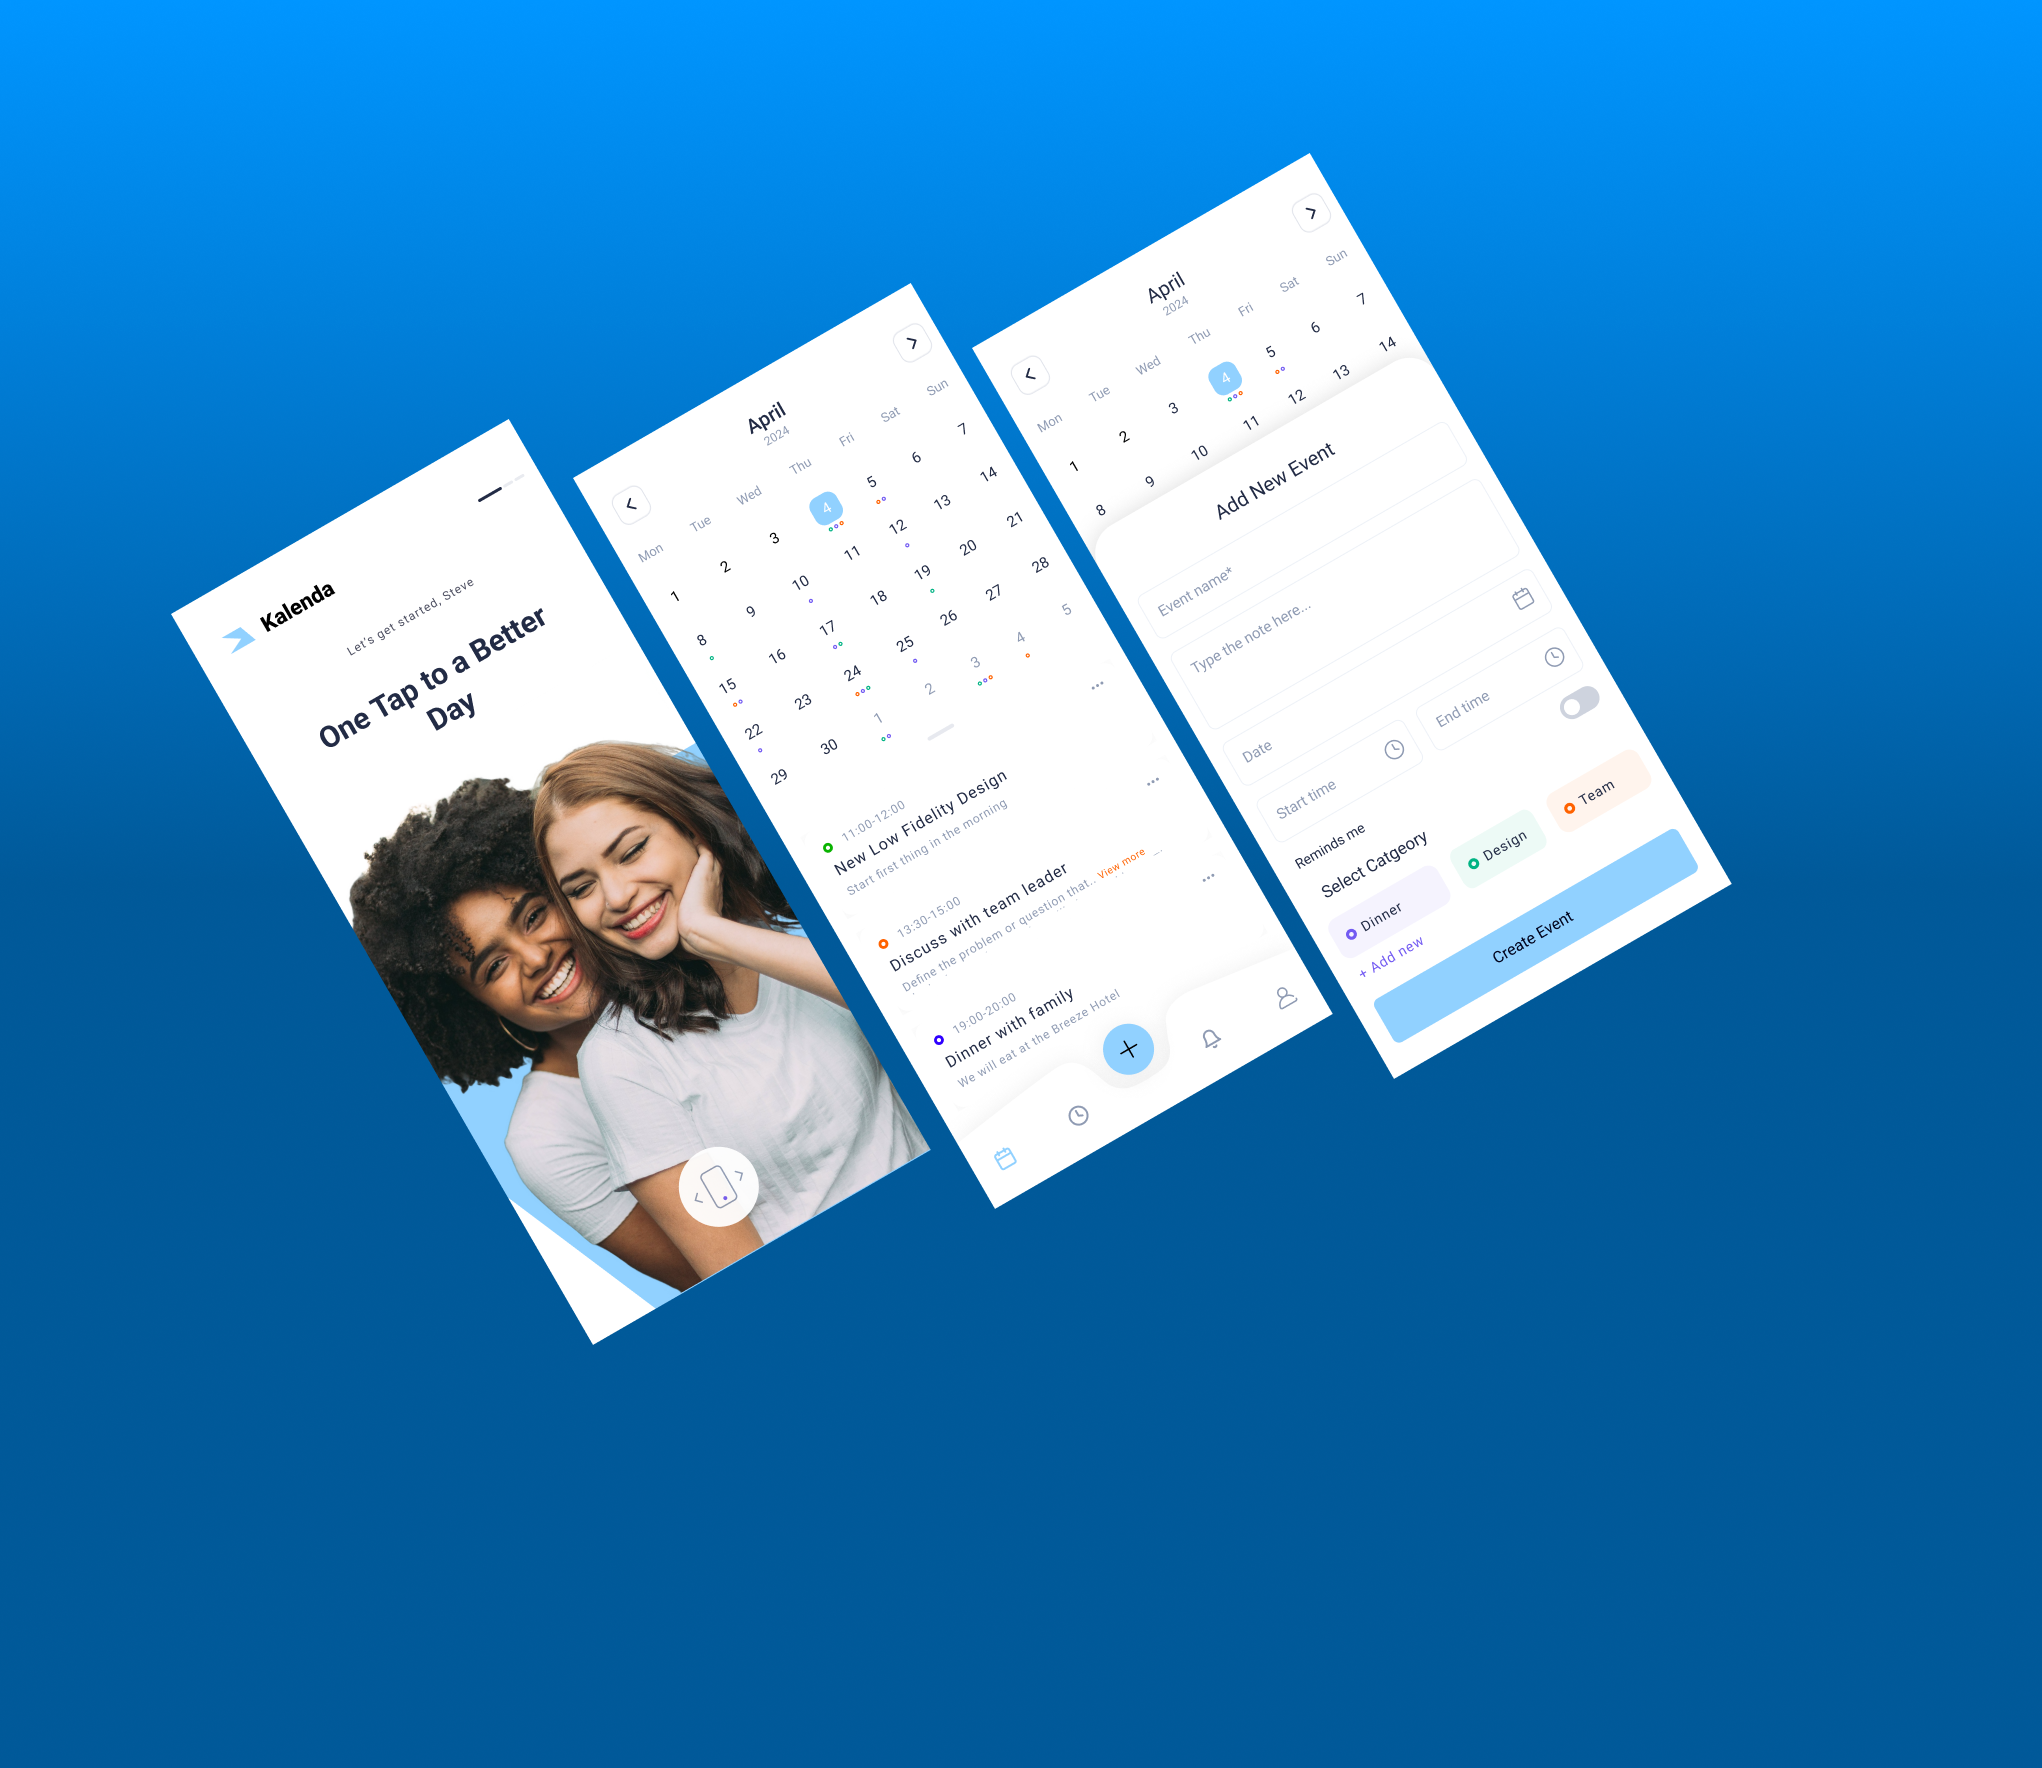 Kalenda
Let's get started, Steve
One Tap to a Better
Day
April
2024
Mon Tue Wed Thu Fri Sat Sun
1 2 3 4 5 6 7
8 9 10 11 12 13 14
15 16 17 18 19 20 21
22 23 24 25 26 27 28
29 30 1 2 3 4 5
11:00-12:00
New Low Fidelity Design
Start first thing in the morning
13:30-15:00
Discuss with team leader
Define the problem or question that.. View more
19:00-20:00
Dinner with family
We will eat at the Breeze Hotel
April
2024
Mon Tue Wed Thu Fri Sat Sun
1 2 3 4 5 6 7
8 9 10 11 12 13 14
Add New Event
Event name*
Type the note here...
Date
Start time End time
Reminds me
Select Catgeory
Dinner Design Team
+ Add new
Create Event